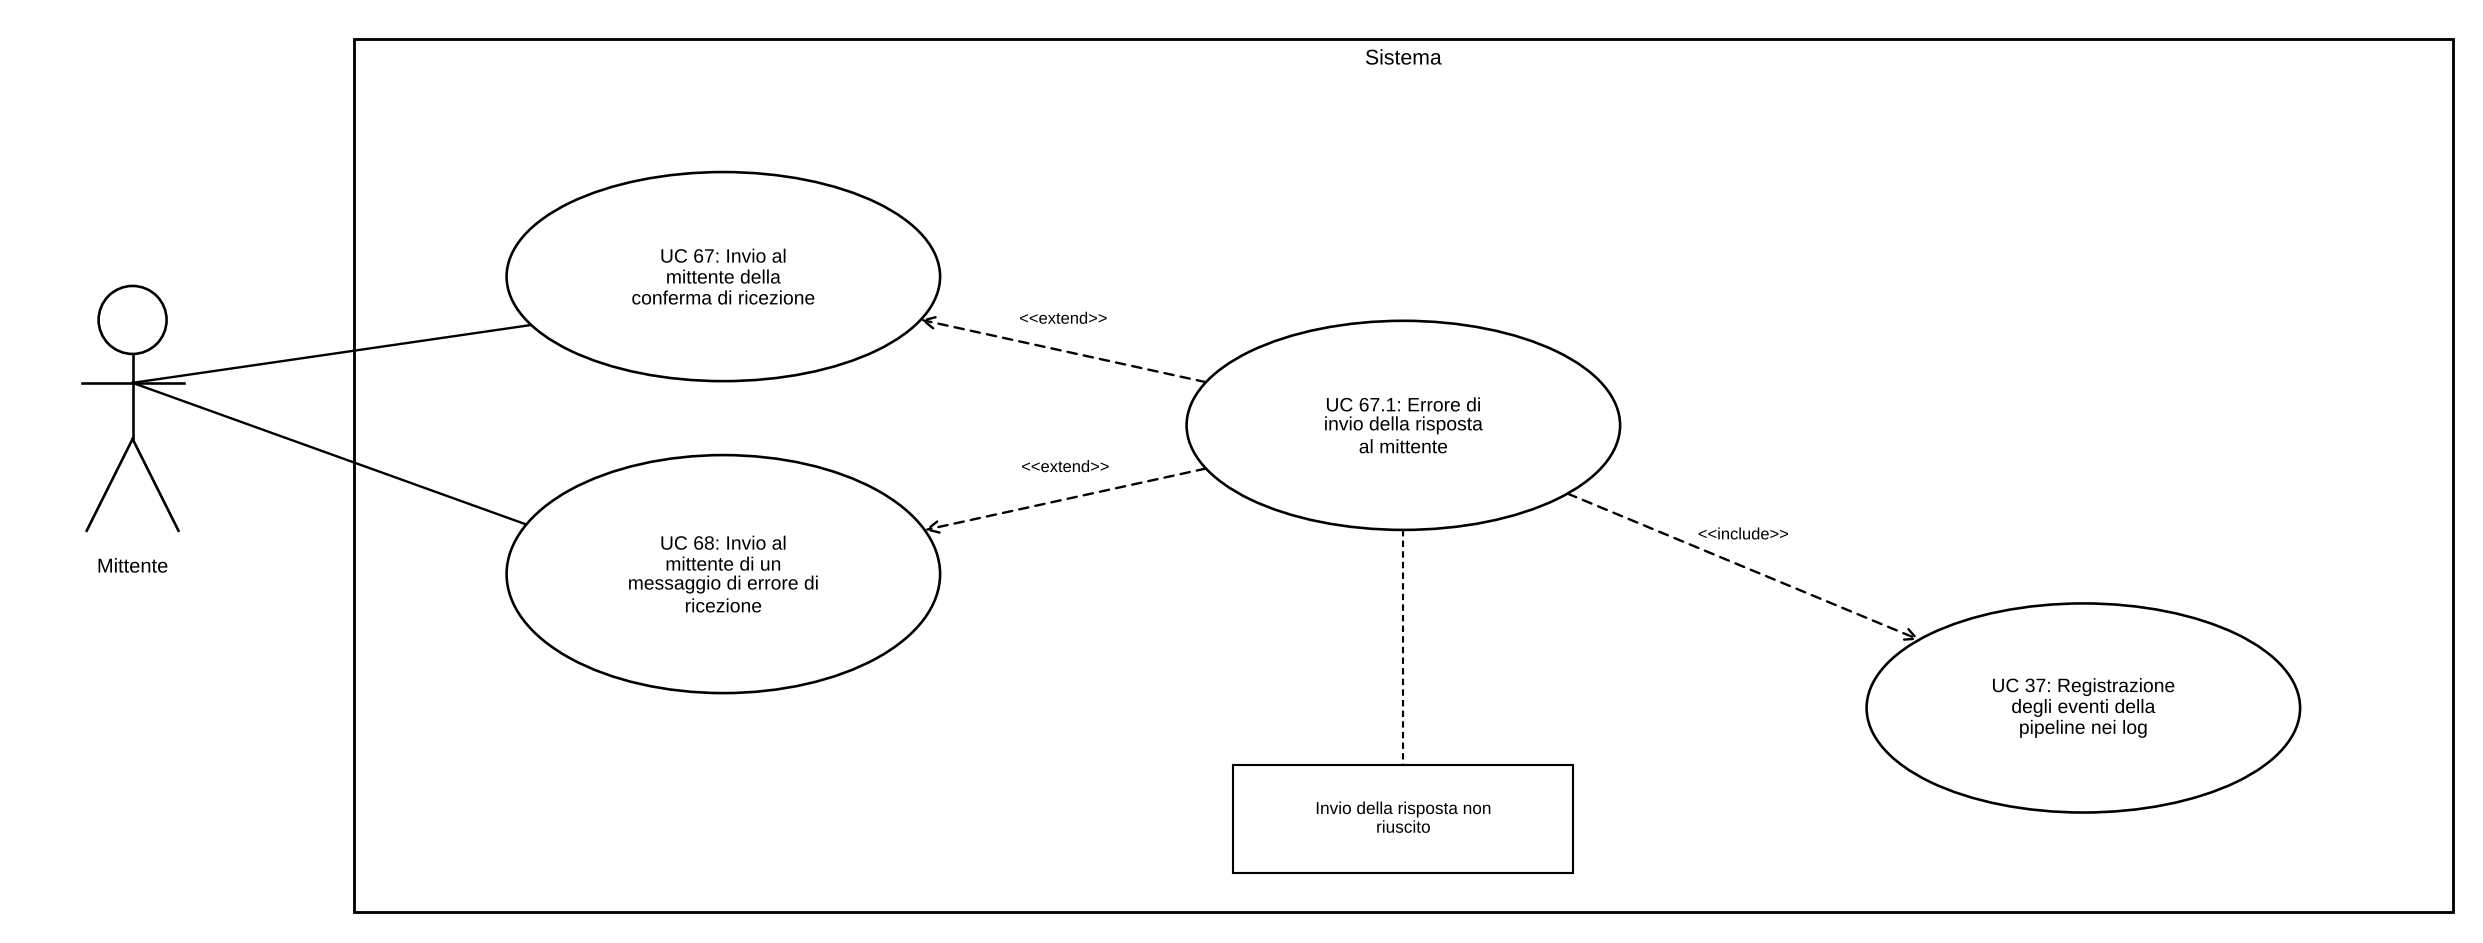 Sistema
UC 67: Invio al
mittente della
conferma di ricezione
<<extend>>
UC 67.1: Errore di
invio della risposta
al mittente
<<extend>>
<<include>>
UC 68: Invio al
mittente di un
messaggio di errore di
ricezione
Mittente
UC 37: Registrazione
degli eventi della
pipeline nei log
Invio della risposta non
riuscito